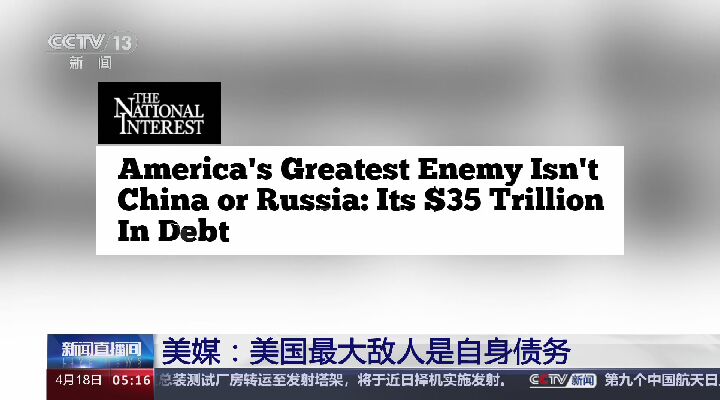 CCTV 13
新闻
THE
NATIONAL
INTEREST
America's Greatest Enemy Isn't
China or Russia: Its $35 Trillion
In Debt
新闻直播间
美媒：美国最大敌人是自身债务
4月18日 05:16 总装测试厂房转运至发射塔架，将于近日择机实施发射。 CCTV 新闻 第九个中国航天日